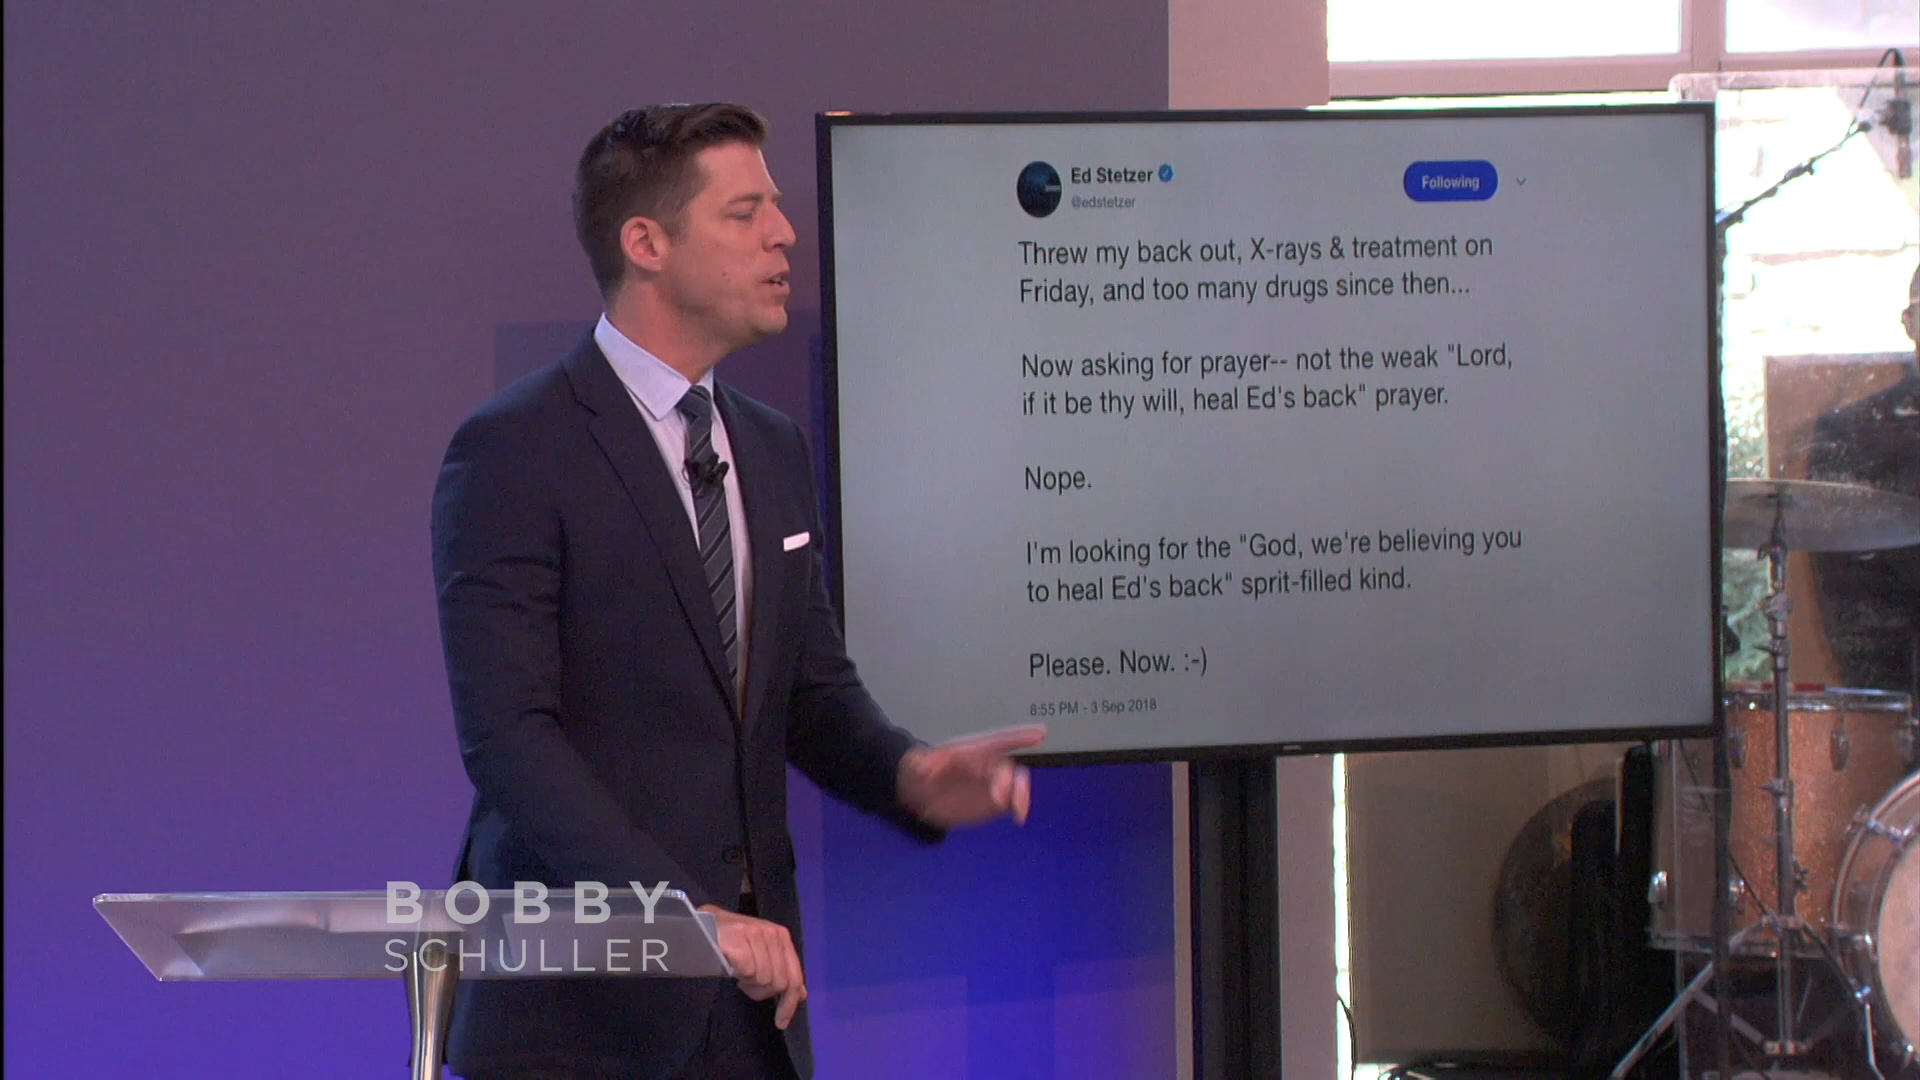 Ed Stetzer
@edstetzer
Following
Threw my back out, X-rays & treatment on
Friday, and too many drugs since then...
Now asking for prayer-- not the weak "Lord,
if it be thy will, heal Ed's back" prayer.
Nope.
I'm looking for the "God, we're believing you
to heal Ed's back" sprit-filled kind.
Please. Now. :-)
8:55 PM - 3 Sep 2018
BOBBY
SCHULLER